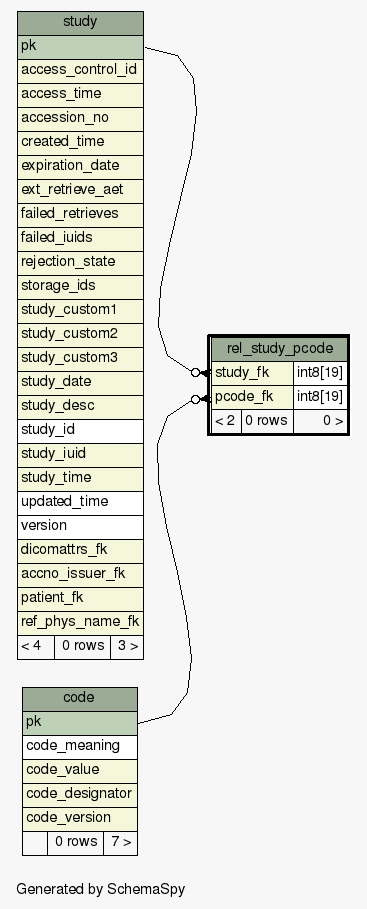 study
pk
access_control_id
access_time
accession_no
created_time
expiration_date
ext_retrieve_aet
failed_retrieves
failed_iuids
rejection_state
storage_ids
study_custom1
study_custom2
study_custom3
study_date
study_desc
study_id
study_iuid
study_time
updated_time
version
dicomattrs_fk
accno_issuer_fk
patient_fk
ref_phys_name_fk
< 4 0 rows 3 >
rel_study_pcode
study_fk int8[19]
pcode_fk int8[19]
< 2 0 rows 0 >
code
pk
code_meaning
code_value
code_designator
code_version
0 rows 7 >
Generated by SchemaSpy